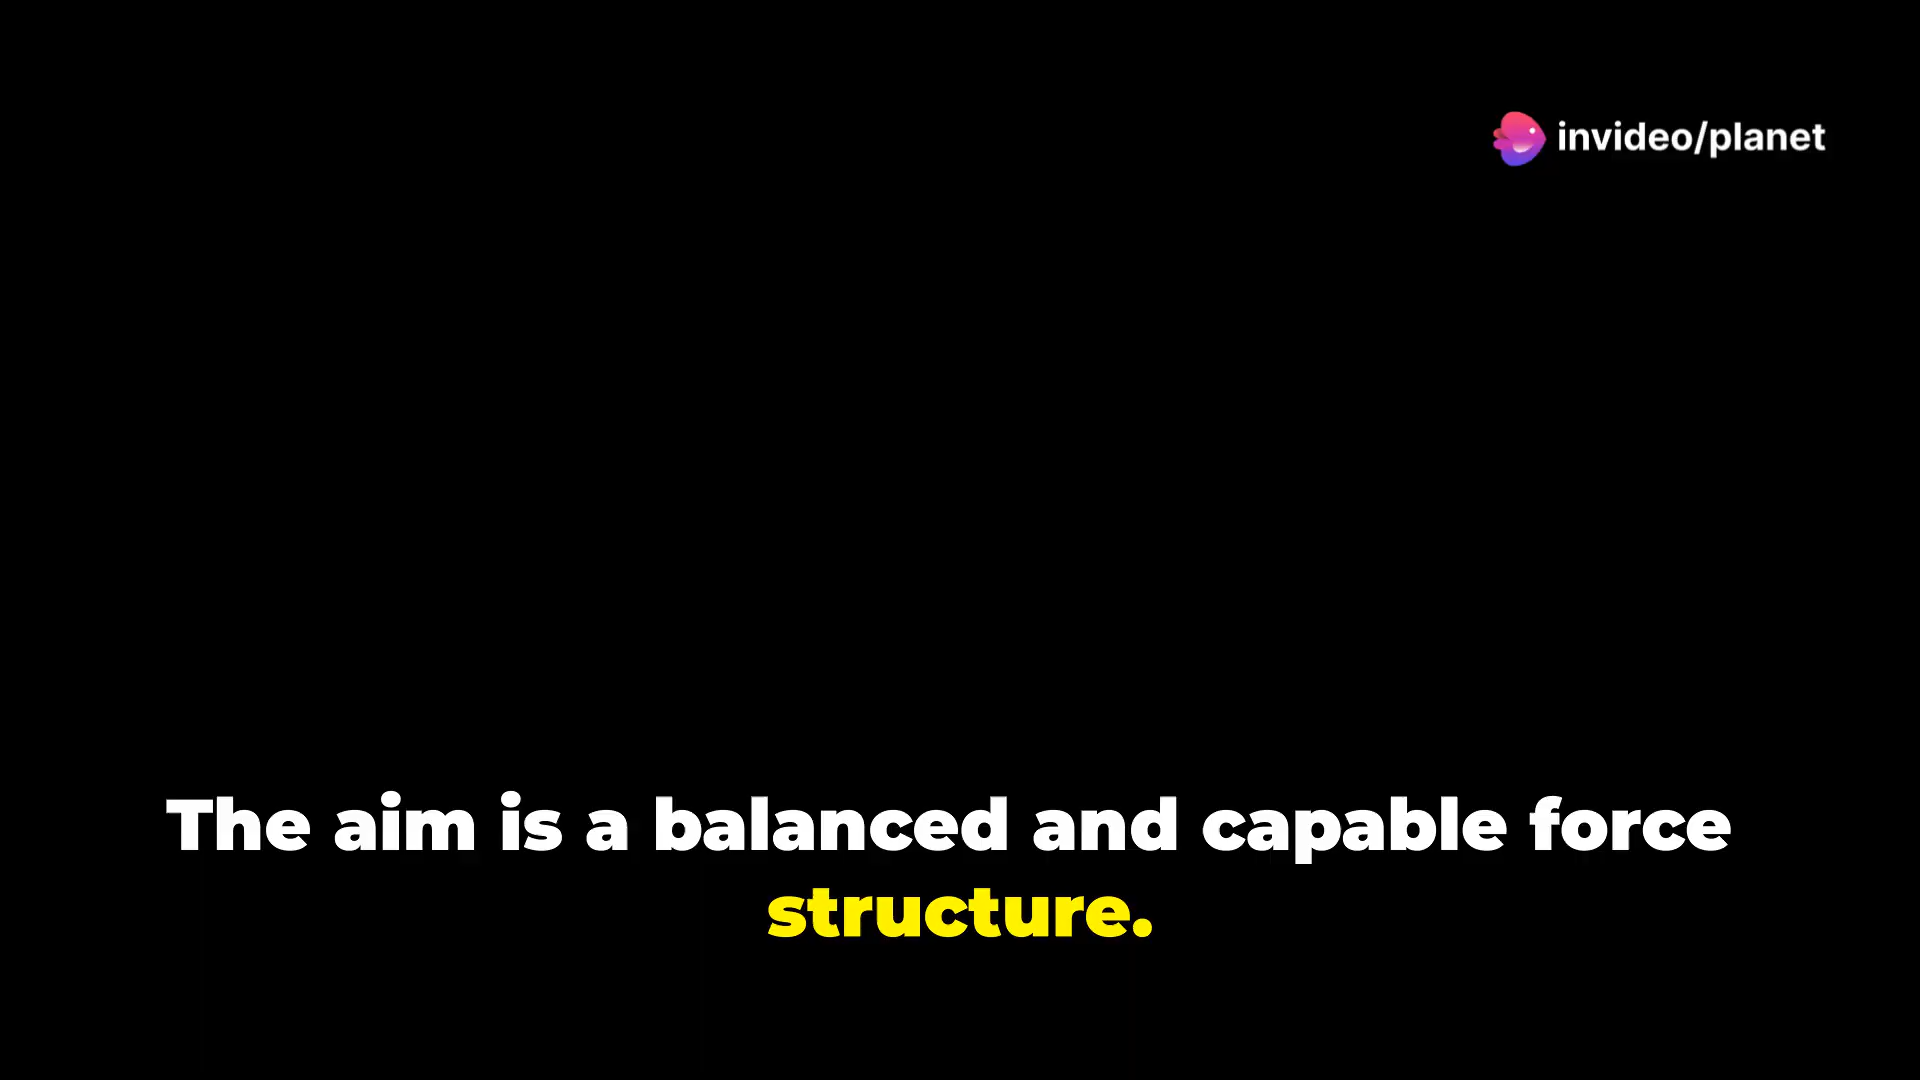 invideo/planet
The aim is a balanced and capable force
structure.